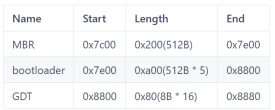 Name Start Length End
MBR 0x7c00 0x200(512B) 0x7e00
bootloader 0x7e00 0xa00(512B * 5) 0x8800
GDT 0x8800 0x80(8B * 16) 0x8880